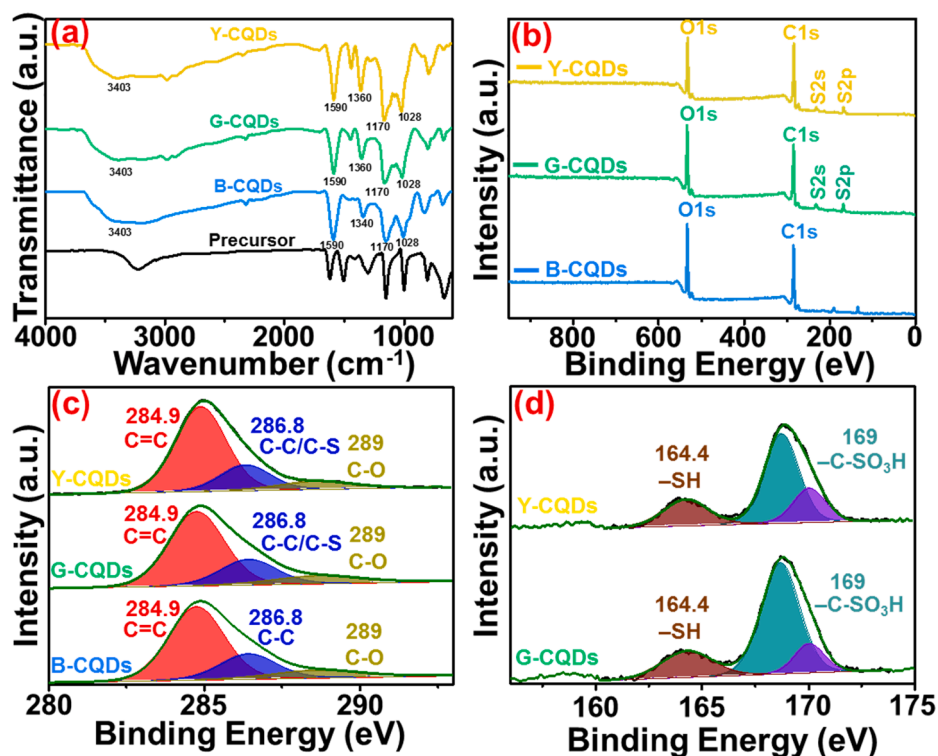 (a)
Y-CQDs
3403
1590
1360
1170
1028
G-CQDs
3403
1590
1360
1170
1028
B-CQDs
3403
1590
1340
1170
1028
Precursor
Transmittance (a.u.)
4000 3000 2000 1000
Wavenumber (cm⁻¹)
(b)
O1s
C1s
Y-CQDs
S2s
S2p
O1s
C1s
G-CQDs
S2s
S2p
O1s
C1s
B-CQDs
Intensity (a.u.)
800 600 400 200 0
Binding Energy (eV)
(c)
284.9
C=C
286.8
C-C/C-S
289
C-O
Y-CQDs
284.9
C=C
286.8
C-C/C-S
289
C-O
G-CQDs
284.9
C=C
286.8
C-C
289
C-O
B-CQDs
Intensity (a.u.)
280 285 290
Binding Energy (eV)
(d)
164.4
–SH
169
–C-SO₃H
Y-CQDs
164.4
–SH
169
–C-SO₃H
G-CQDs
Intensity (a.u.)
160 165 170 175
Binding Energy (eV)